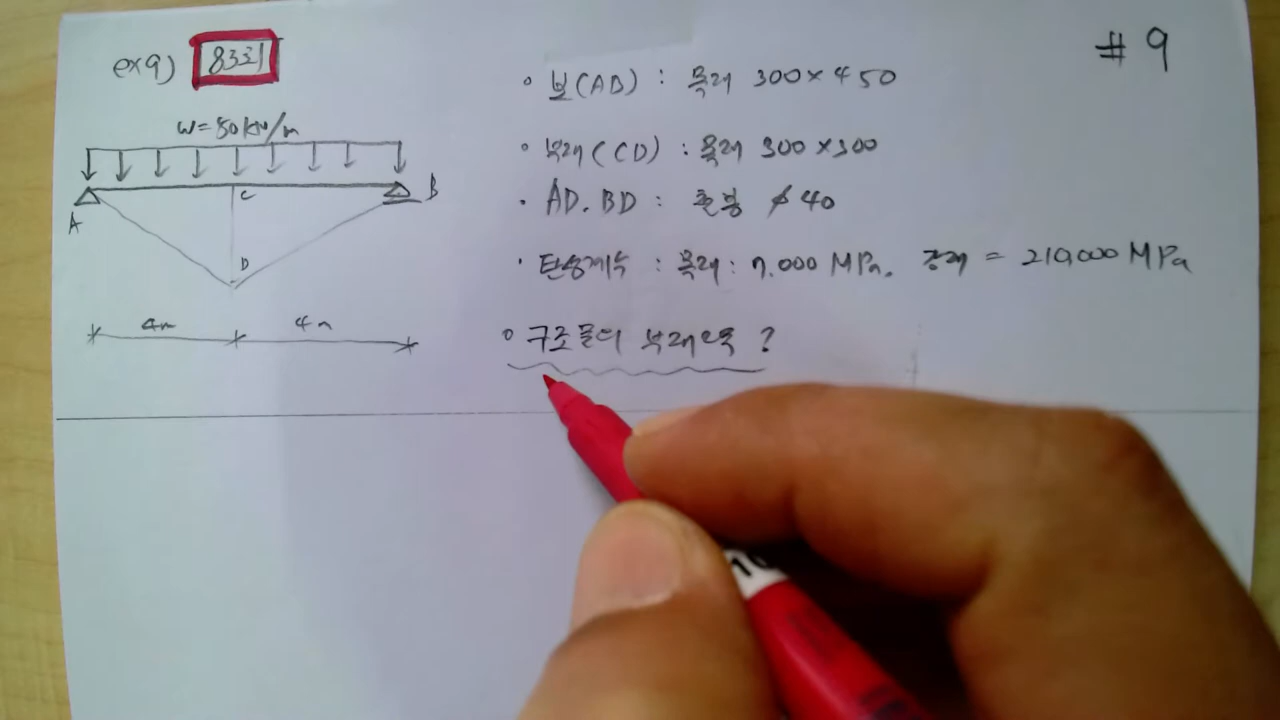 ex9) 83회
# 9
w=50kN/m
A
B
C
D
4m 4m
◦ 보(AB) : 목재 300×450
· 부재(CD) : 목재 300×300
· AD. BD : 강봉 φ40
· 탄성계수 : 목재 : 7.000 MPa. 강재 = 210,000 MPa
◦ 구조물의 부재력 ?
10